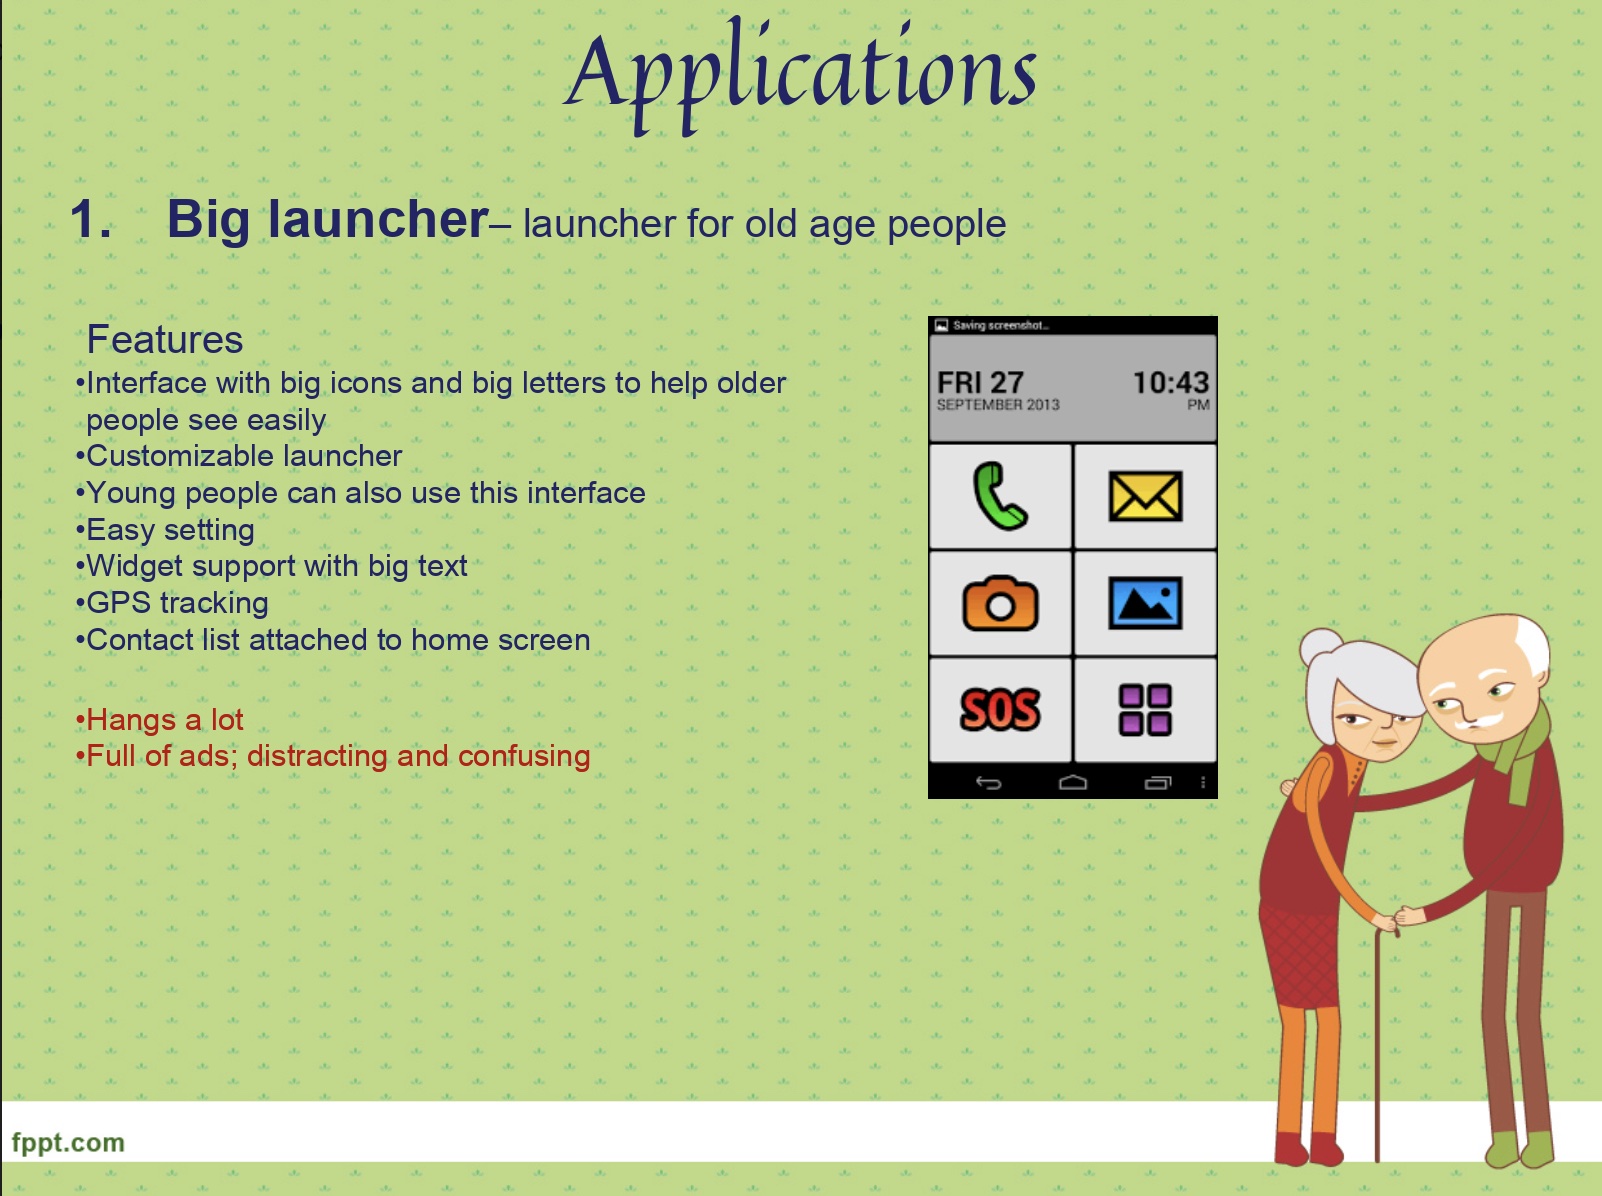 Applications
1. Big launcher– launcher for old age people
Features
•Interface with big icons and big letters to help older
people see easily
•Customizable launcher
•Young people can also use this interface
•Easy setting
•Widget support with big text
•GPS tracking
•Contact list attached to home screen
•Hangs a lot
•Full of ads; distracting and confusing
Saving screenshot...
FRI 27 10:43
SEPTEMBER 2013 PM
SOS
fppt.com